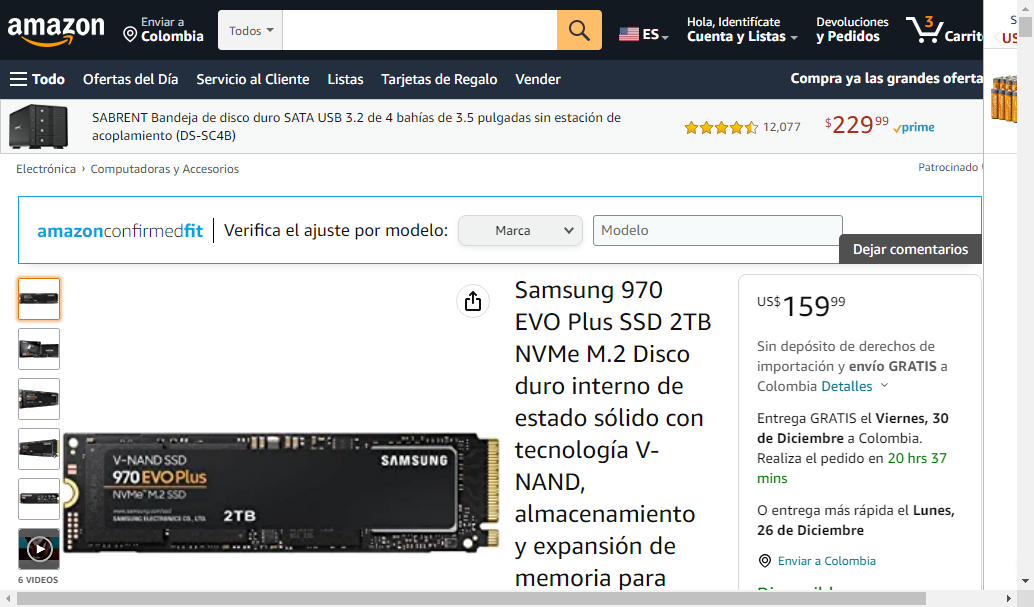 amazon
Enviar a
Colombia
Todos
ES
Hola, Identifícate
Cuenta y Listas
Devoluciones
y Pedidos
3
Carrit
S
US
Todo
Ofertas del Día
Servicio al Cliente
Listas
Tarjetas de Regalo
Vender
Compra ya las grandes oferta
SABRENT Bandeja de disco duro SATA USB 3.2 de 4 bahías de 3.5 pulgadas sin estación de
acoplamiento (DS-SC4B)
12,077
$229.99
prime
Electrónica › Computadoras y Accesorios
Patrocinado
amazonconfirmedfit
Verifica el ajuste por modelo:
Marca
Modelo
Dejar comentarios
6 VIDEOS
V-NAND SSD
970 EVO Plus
NVMe™ M.2 SSD
www.samsung.com/ssd
SAMSUNG ELECTRONICS CO., LTD.
2TB
SAMSUNG
Samsung 970
EVO Plus SSD 2TB
NVMe M.2 Disco
duro interno de
estado sólido con
tecnología V-
NAND,
almacenamiento
y expansión de
memoria para
US$159.99
Sin depósito de derechos de
importación y envío GRATIS a
Colombia Detalles
Entrega GRATIS el Viernes, 30
de Diciembre a Colombia.
Realiza el pedido en 20 hrs 37
mins
O entrega más rápida el Lunes,
26 de Diciembre
Enviar a Colombia